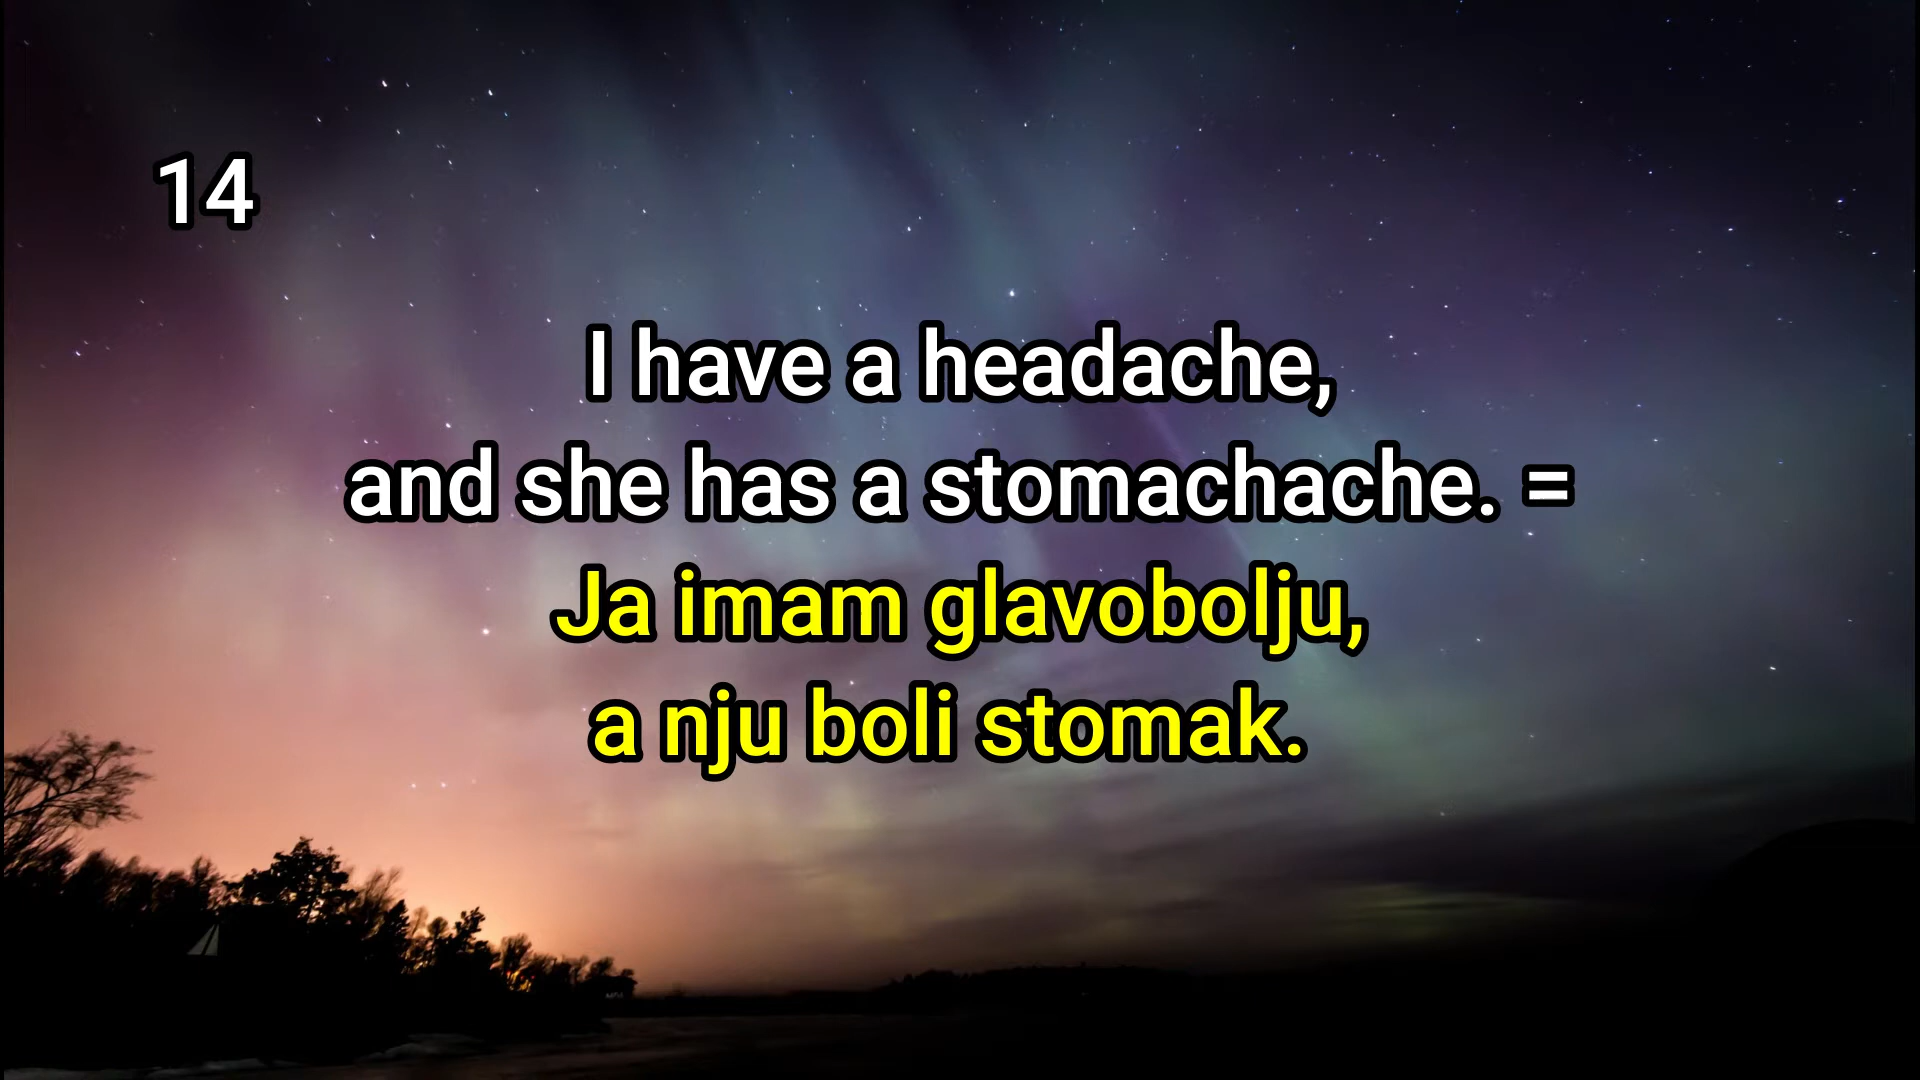 14
I have a headache,
and she has a stomachache. =
Ja imam glavobolju,
a nju boli stomak.